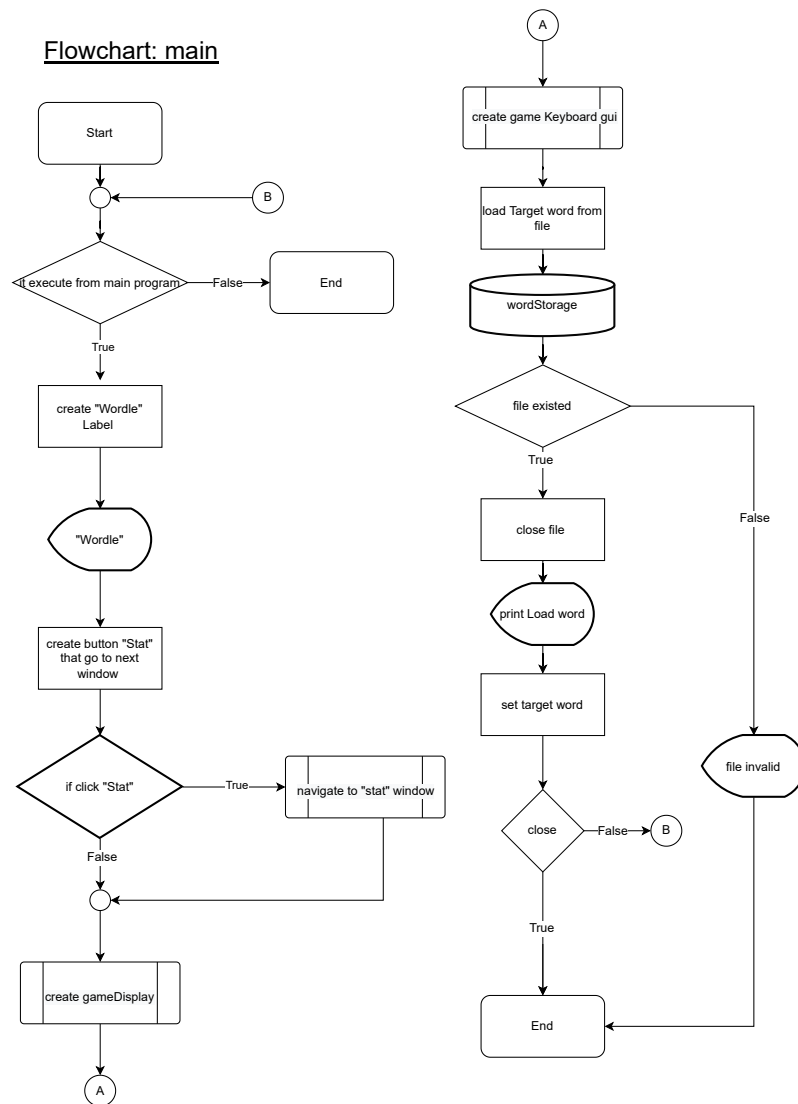 Flowchart: main
Start
B
it execute from main program
False
End
True
create "Wordle"
Label
"Wordle"
create button "Stat"
that go to next
window
if click "Stat"
True
navigate to "stat" window
False
create gameDisplay
A
A
create game Keyboard gui
load Target word from
file
wordStorage
file existed
True
False
close file
print Load word
set target word
file invalid
close
False
B
True
End